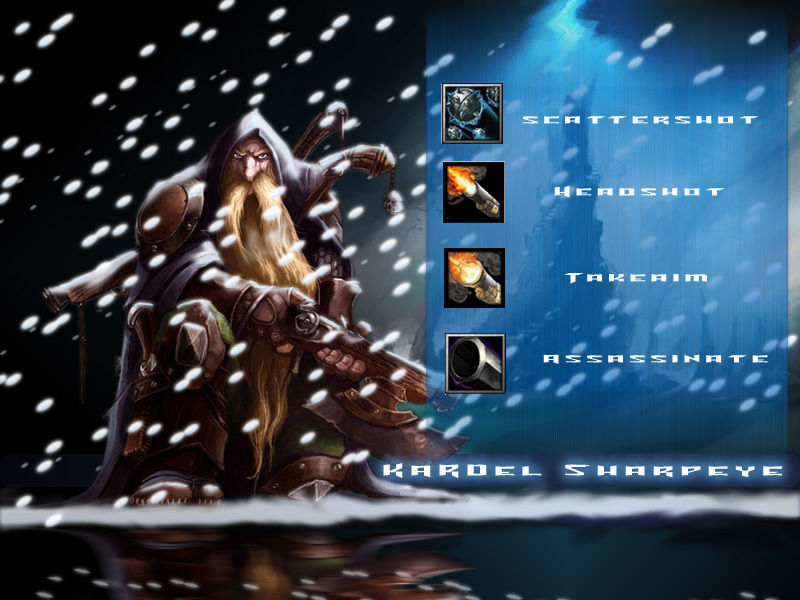 Scattershot
Headshot
Takeaim
Assassinate
Kardel Sharpeye